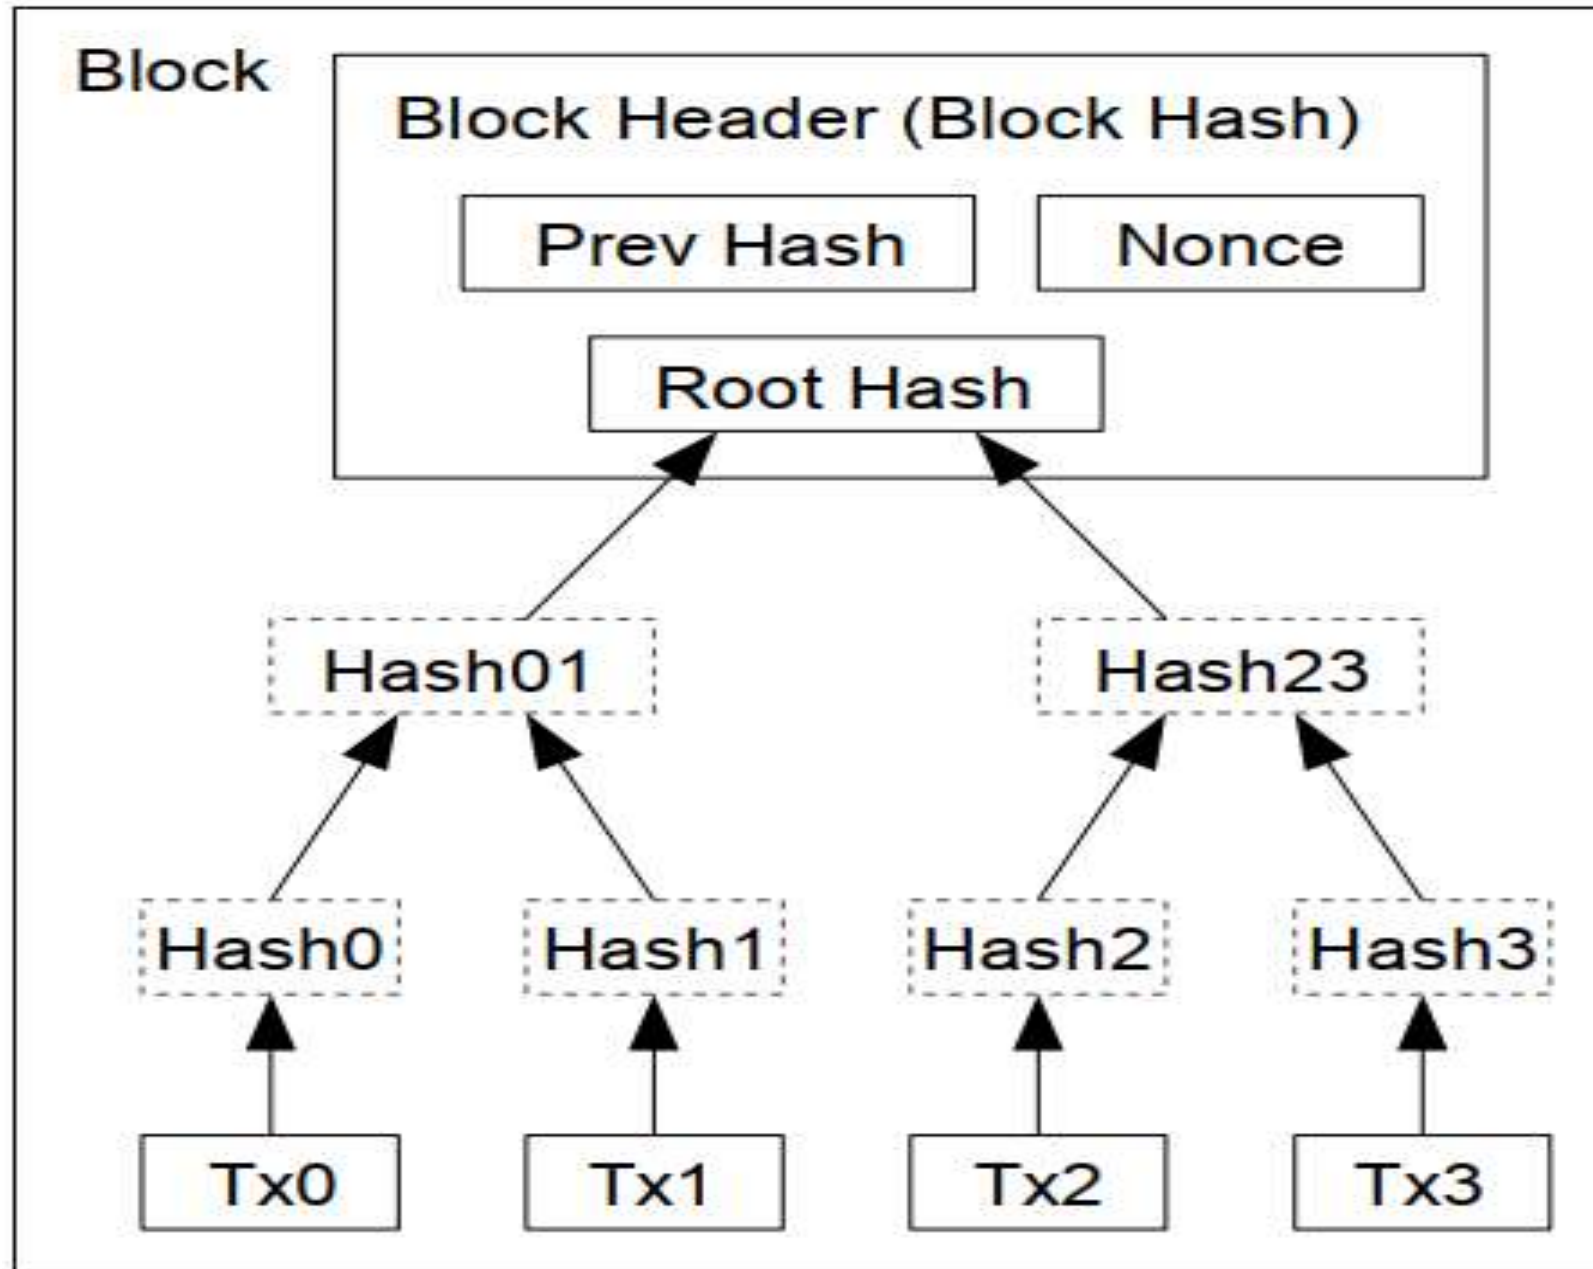 Block
Block Header (Block Hash)
Prev Hash Nonce
Root Hash
Hash01 Hash23
Hash0 Hash1 Hash2 Hash3
Tx0 Tx1 Tx2 Tx3